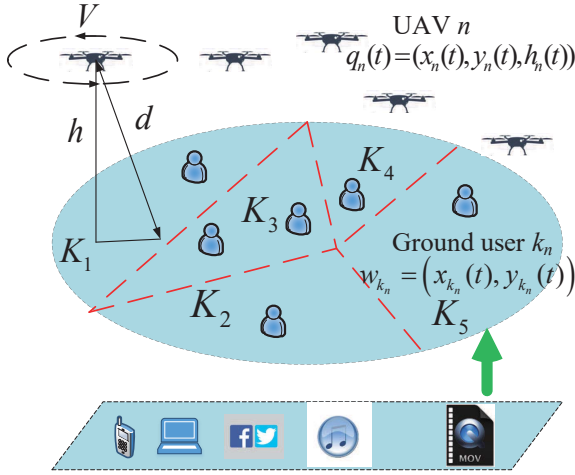 V
UAV n
q_n(t)=(x_n(t),y_n(t),h_n(t))
h
d
K_4
K_3
K_1
Ground user k_n
w_{k_n} = (x_{k_n}(t), y_{k_n}(t))
K_2
K_5
MOV